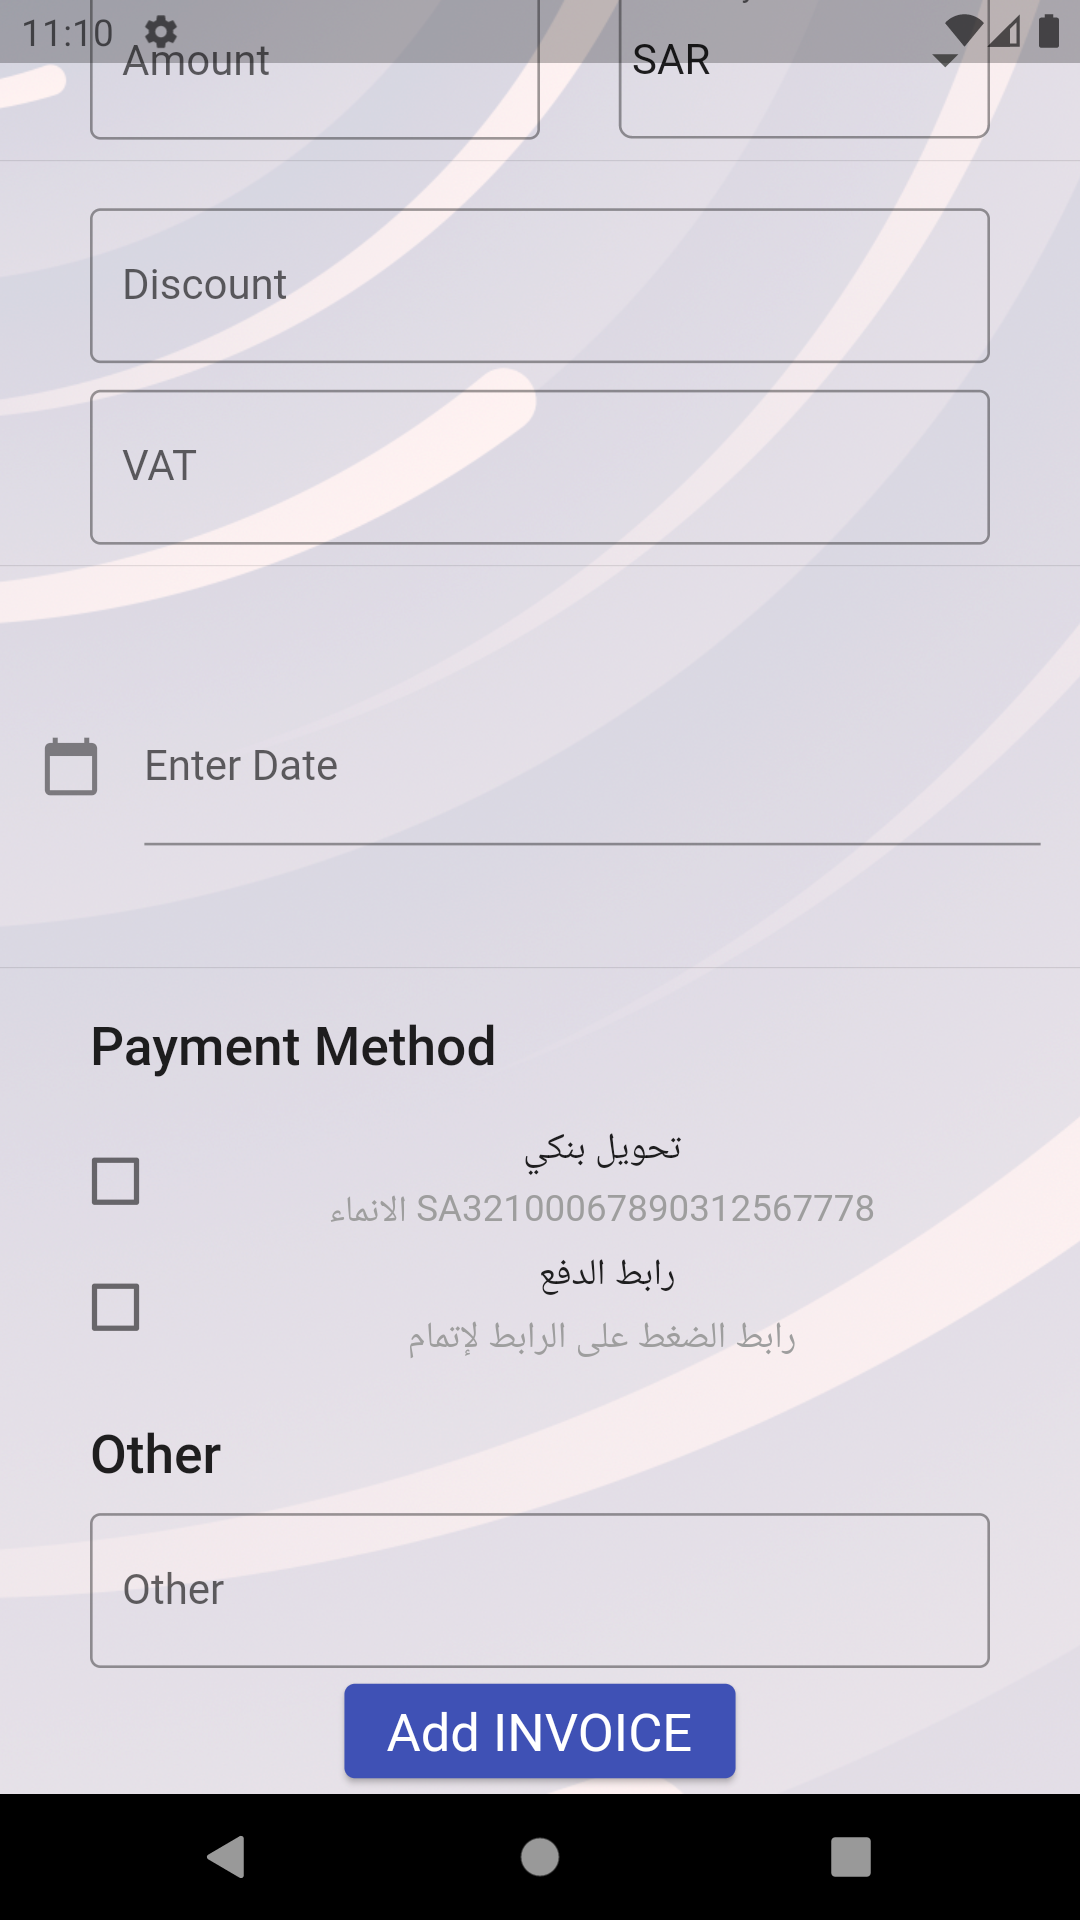 11:10
Amount
SAR
Discount
VAT
Enter Date
Payment Method
تحويل بنكي
الانماء SA32100067890312567778
رابط الدفع
رابط الضغط على الرابط لإتمام
Other
Other
Add INVOICE